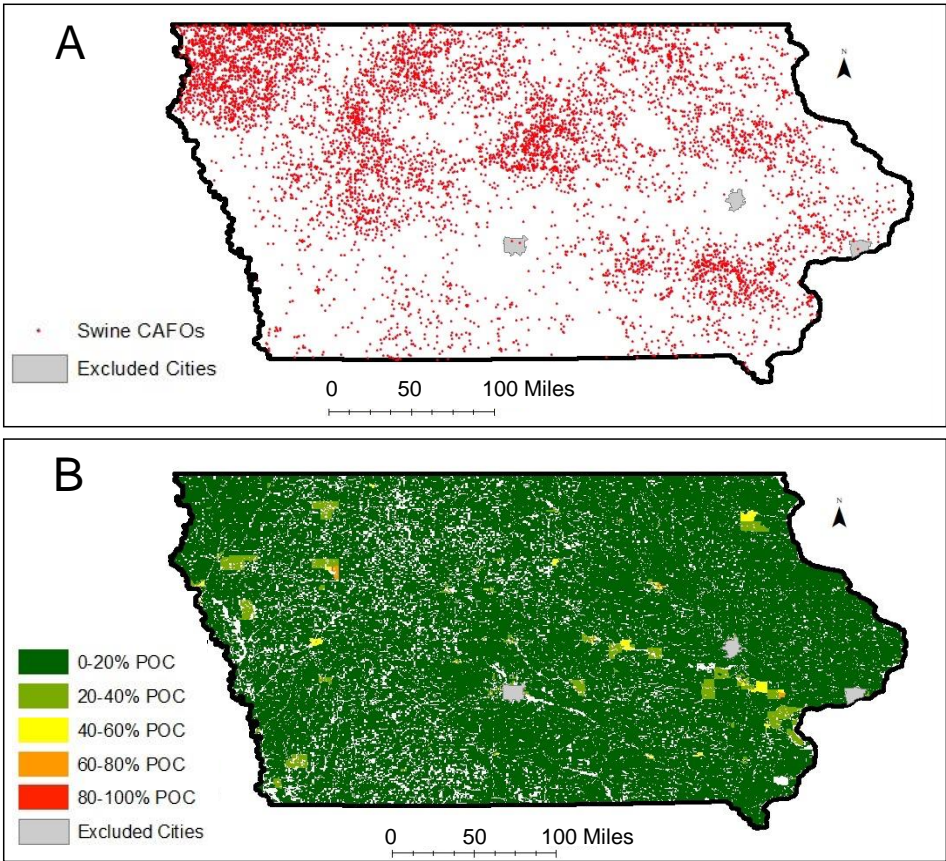 A
N
Swine CAFOs
Excluded Cities
0 50 100 Miles
B
N
0-20% POC
20-40% POC
40-60% POC
60-80% POC
80-100% POC
Excluded Cities
0 50 100 Miles